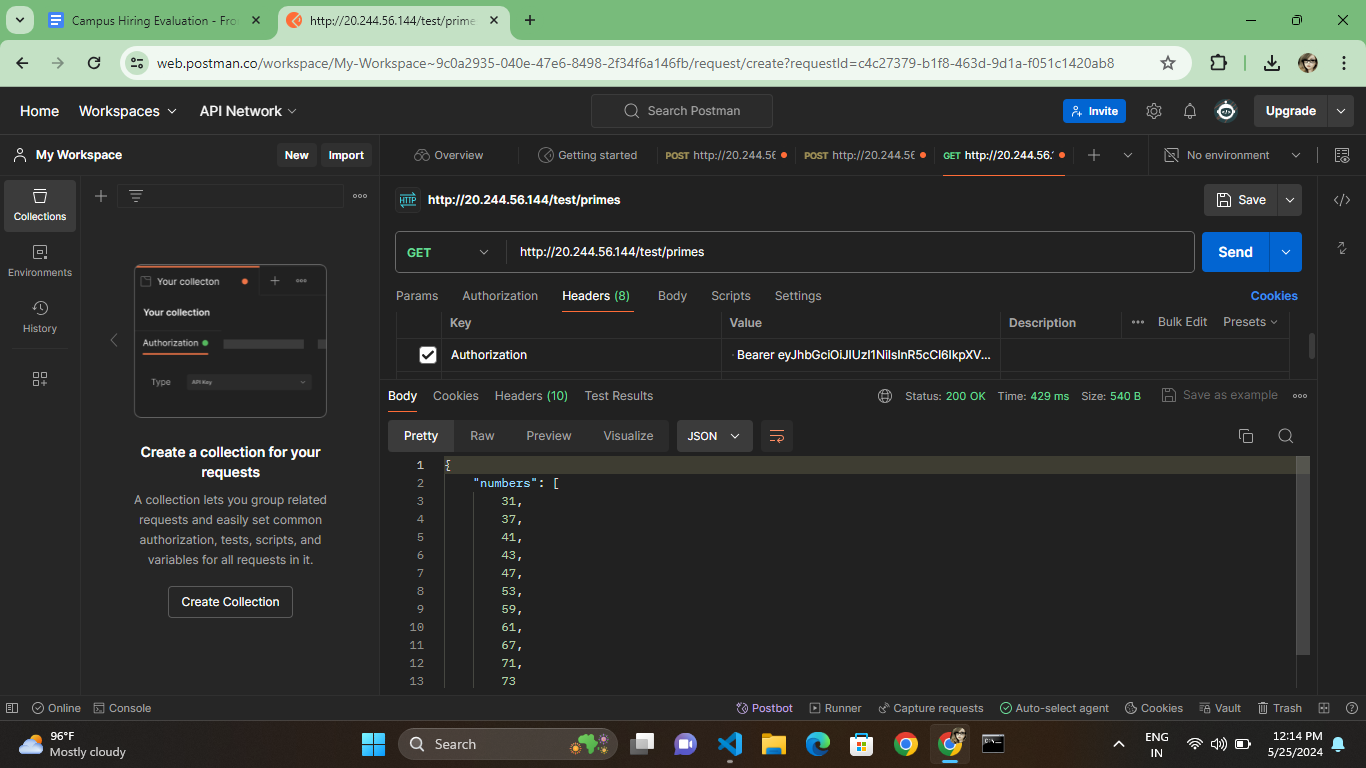 Campus Hiring Evaluation - Fro
http://20.244.56.144/test/prime
web.postman.co/workspace/My-Workspace~9c0a2935-040e-47e6-8498-2f34f6a146fb/request/create?requestId=c4c27379-b1f8-463d-9d1a-f051c1420ab8
Home Workspaces API Network Search Postman Invite Upgrade
My Workspace New Import Overview Getting started POST http://20.244.56 POST http://20.244.56 GET http://20.244.56. No environment
Collections
Environments
History
Your collecton
Your collection
Authorization
Type API Key
Create a collection for your
requests
A collection lets you group related
requests and easily set common
authorization, tests, scripts, and
variables for all requests in it.
Create Collection
HTTP http://20.244.56.144/test/primes Save
GET http://20.244.56.144/test/primes Send
Params Authorization Headers (8) Body Scripts Settings Cookies
Key Value Description Bulk Edit Presets
Authorization Bearer eyJhbGciOiJIUzI1NiIsInR5cCI6IkpXV...
Body Cookies Headers (10) Test Results Status: 200 OK Time: 429 ms Size: 540 B Save as example
Pretty Raw Preview Visualize JSON
1 {
2 "numbers": [
3 31,
4 37,
5 41,
6 43,
7 47,
8 53,
9 59,
10 61,
11 67,
12 71,
13 73
Online Console Postbot Runner Capture requests Auto-select agent Cookies Vault Trash
96°F
Mostly cloudy
Search
ENG
IN
12:14 PM
5/25/2024